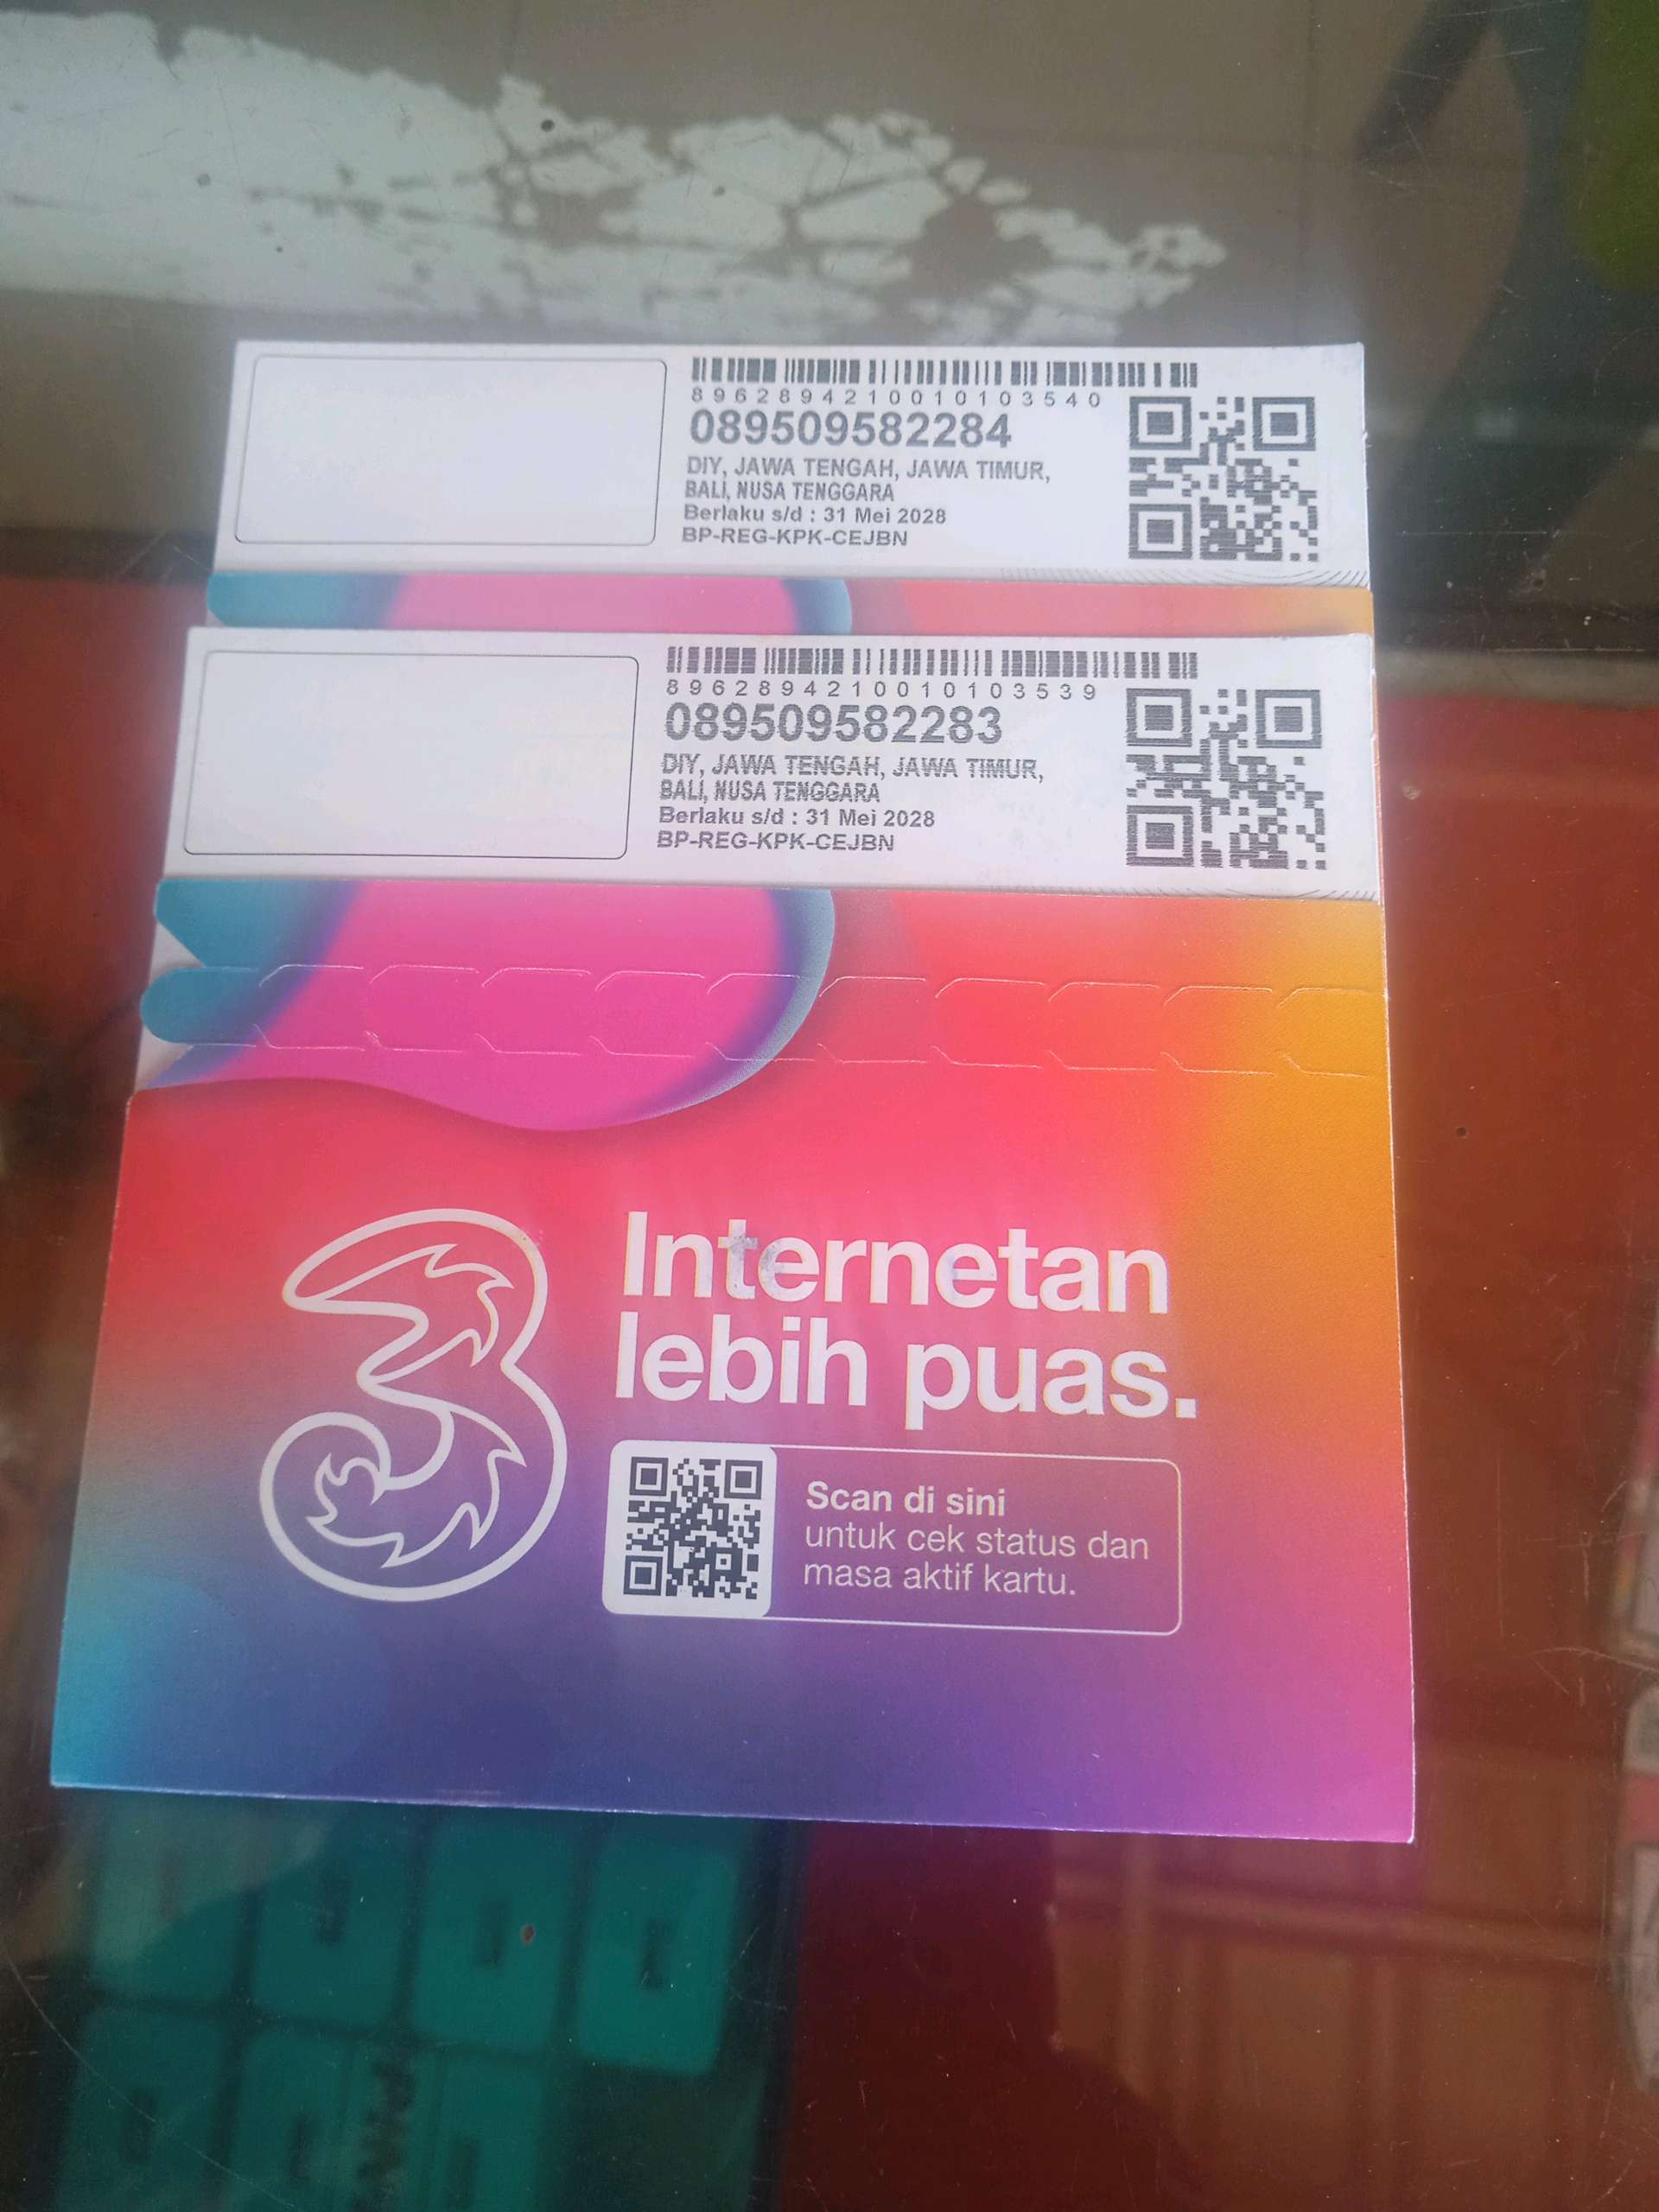 8962894210010103540
089509582284
DIY, JAWA TENGAH, JAWA TIMUR,
BALI, NUSA TENGGARA
Berlaku s/d : 31 Mei 2028
BP-REG-KPK-CEJBN
8962894210010103539
089509582283
DIY, JAWA TENGAH, JAWA TIMUR,
BALI, NUSA TENGGARA
Berlaku s/d : 31 Mei 2028
BP-REG-KPK-CEJBN
3
Internetan
lebih puas.
Scan di sini
untuk cek status dan
masa aktif kartu.